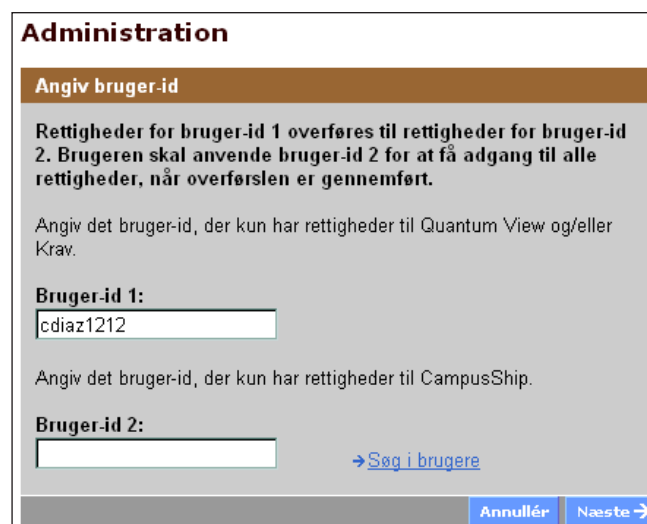 Administration
Angiv bruger-id
Rettigheder for bruger-id 1 overføres til rettigheder for bruger-id
2. Brugeren skal anvende bruger-id 2 for at få adgang til alle
rettigheder, når overførslen er gennemført.
Angiv det bruger-id, der kun har rettigheder til Quantum View og/eller
Krav.
Bruger-id 1:
cdiaz1212
Angiv det bruger-id, der kun har rettigheder til CampusShip.
Bruger-id 2:
→Søg i brugere
Annullér Næste→